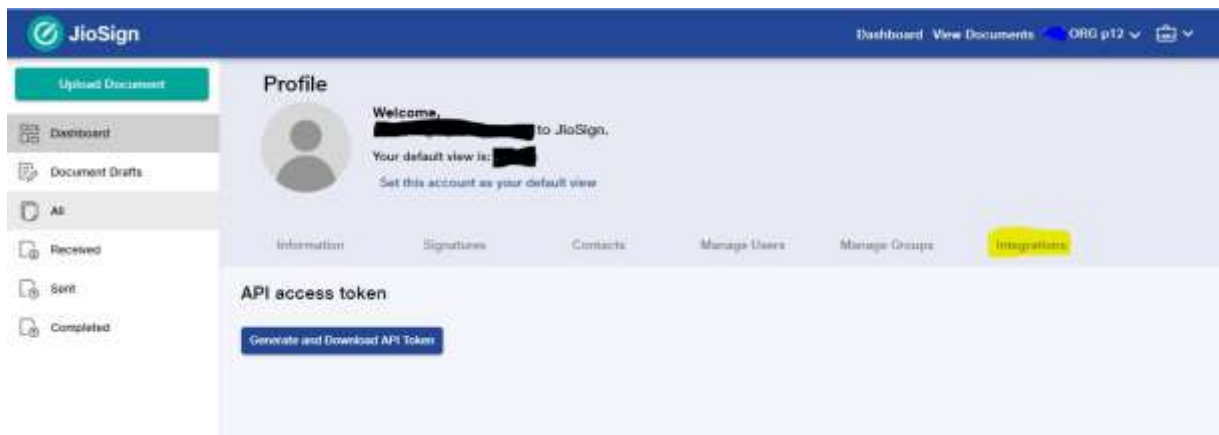 JioSign
Dashboard View Documents ORG p12
Upload Document
Dashboard
Document Drafts
All
Received
Sent
Completed
Profile
Welcome,
to JioSign.
Your default view is:
Set this account as your default view
Information Signatures Contacts Manage Users Manage Groups Integrations
API access token
Generate and Download API Token